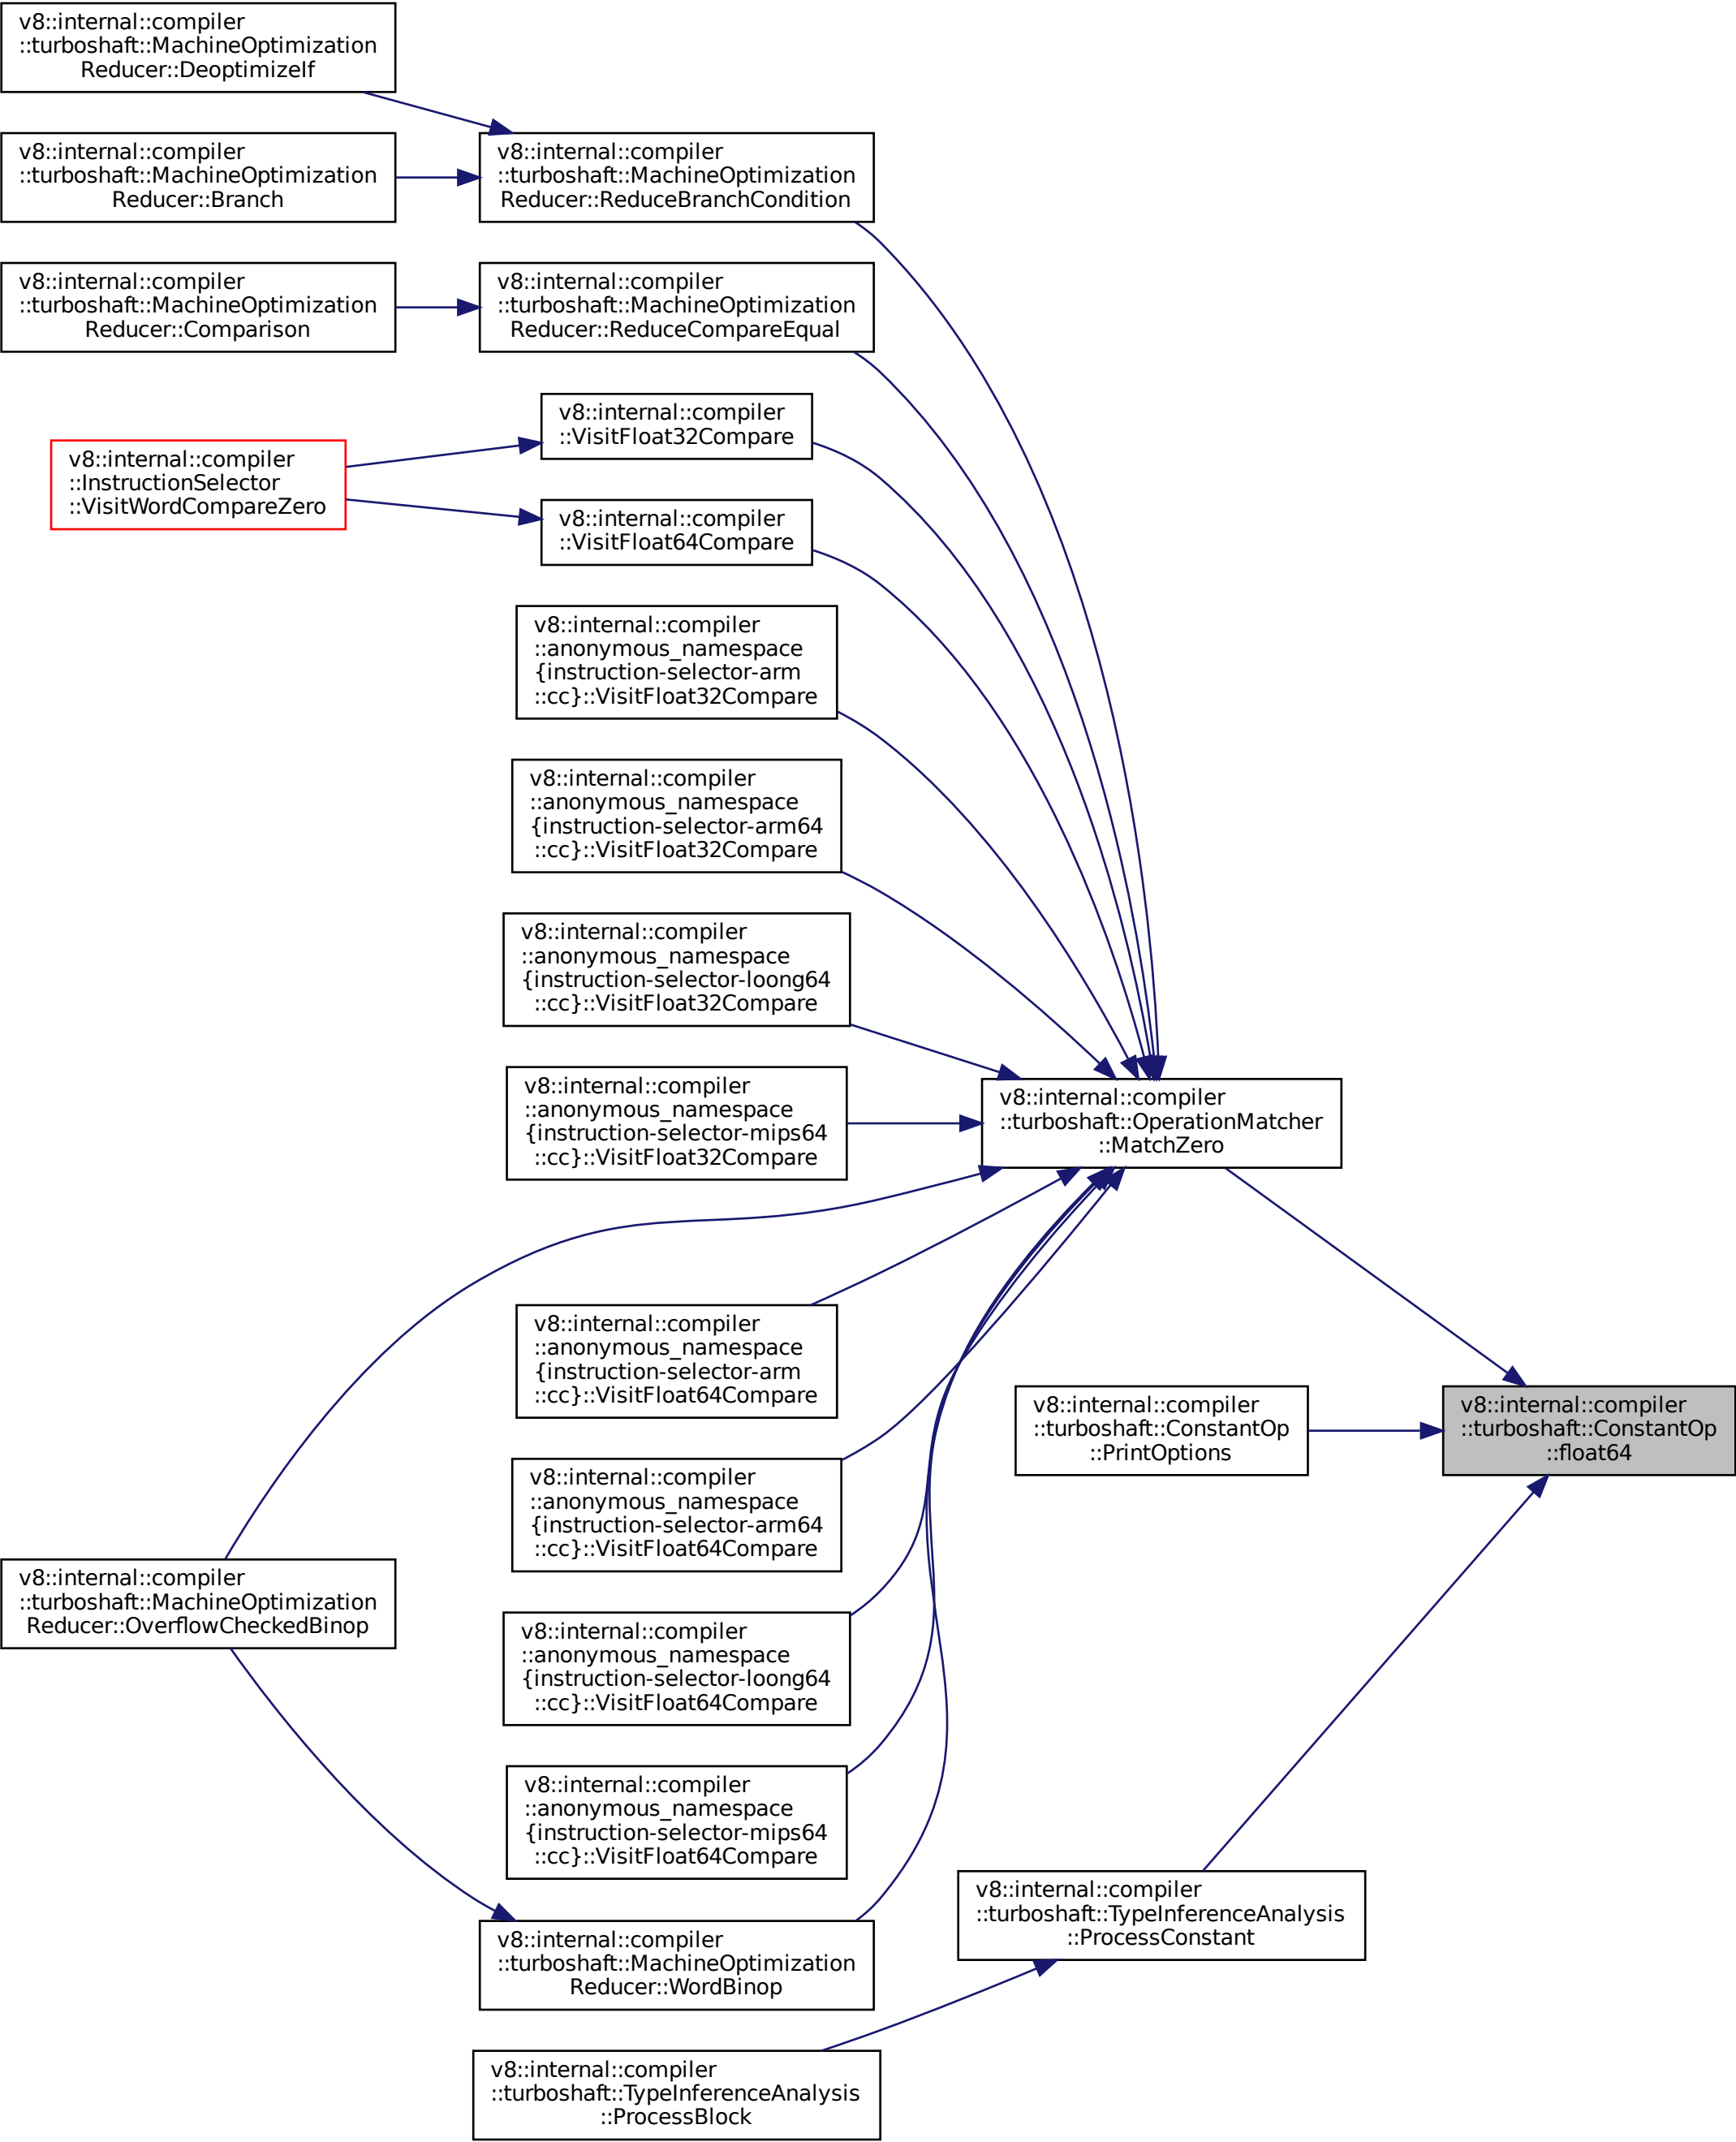 v8::internal::compiler
::turboshaft::MachineOptimization
Reducer::DeoptimizeIf
v8::internal::compiler
::turboshaft::MachineOptimization
Reducer::Branch
v8::internal::compiler
::turboshaft::MachineOptimization
Reducer::ReduceBranchCondition
v8::internal::compiler
::turboshaft::MachineOptimization
Reducer::Comparison
v8::internal::compiler
::turboshaft::MachineOptimization
Reducer::ReduceCompareEqual
v8::internal::compiler
::VisitFloat32Compare
v8::internal::compiler
::InstructionSelector
::VisitWordCompareZero
v8::internal::compiler
::VisitFloat64Compare
v8::internal::compiler
::anonymous_namespace
{instruction-selector-arm
::cc}::VisitFloat32Compare
v8::internal::compiler
::anonymous_namespace
{instruction-selector-arm64
::cc}::VisitFloat32Compare
v8::internal::compiler
::anonymous_namespace
{instruction-selector-loong64
::cc}::VisitFloat32Compare
v8::internal::compiler
::anonymous_namespace
{instruction-selector-mips64
::cc}::VisitFloat32Compare
v8::internal::compiler
::turboshaft::OperationMatcher
::MatchZero
v8::internal::compiler
::anonymous_namespace
{instruction-selector-arm
::cc}::VisitFloat64Compare
v8::internal::compiler
::turboshaft::ConstantOp
::PrintOptions
v8::internal::compiler
::turboshaft::ConstantOp
::float64
v8::internal::compiler
::anonymous_namespace
{instruction-selector-arm64
::cc}::VisitFloat64Compare
v8::internal::compiler
::turboshaft::MachineOptimization
Reducer::OverflowCheckedBinop
v8::internal::compiler
::anonymous_namespace
{instruction-selector-loong64
::cc}::VisitFloat64Compare
v8::internal::compiler
::anonymous_namespace
{instruction-selector-mips64
::cc}::VisitFloat64Compare
v8::internal::compiler
::turboshaft::TypeInferenceAnalysis
::ProcessConstant
v8::internal::compiler
::turboshaft::MachineOptimization
Reducer::WordBinop
v8::internal::compiler
::turboshaft::TypeInferenceAnalysis
::ProcessBlock